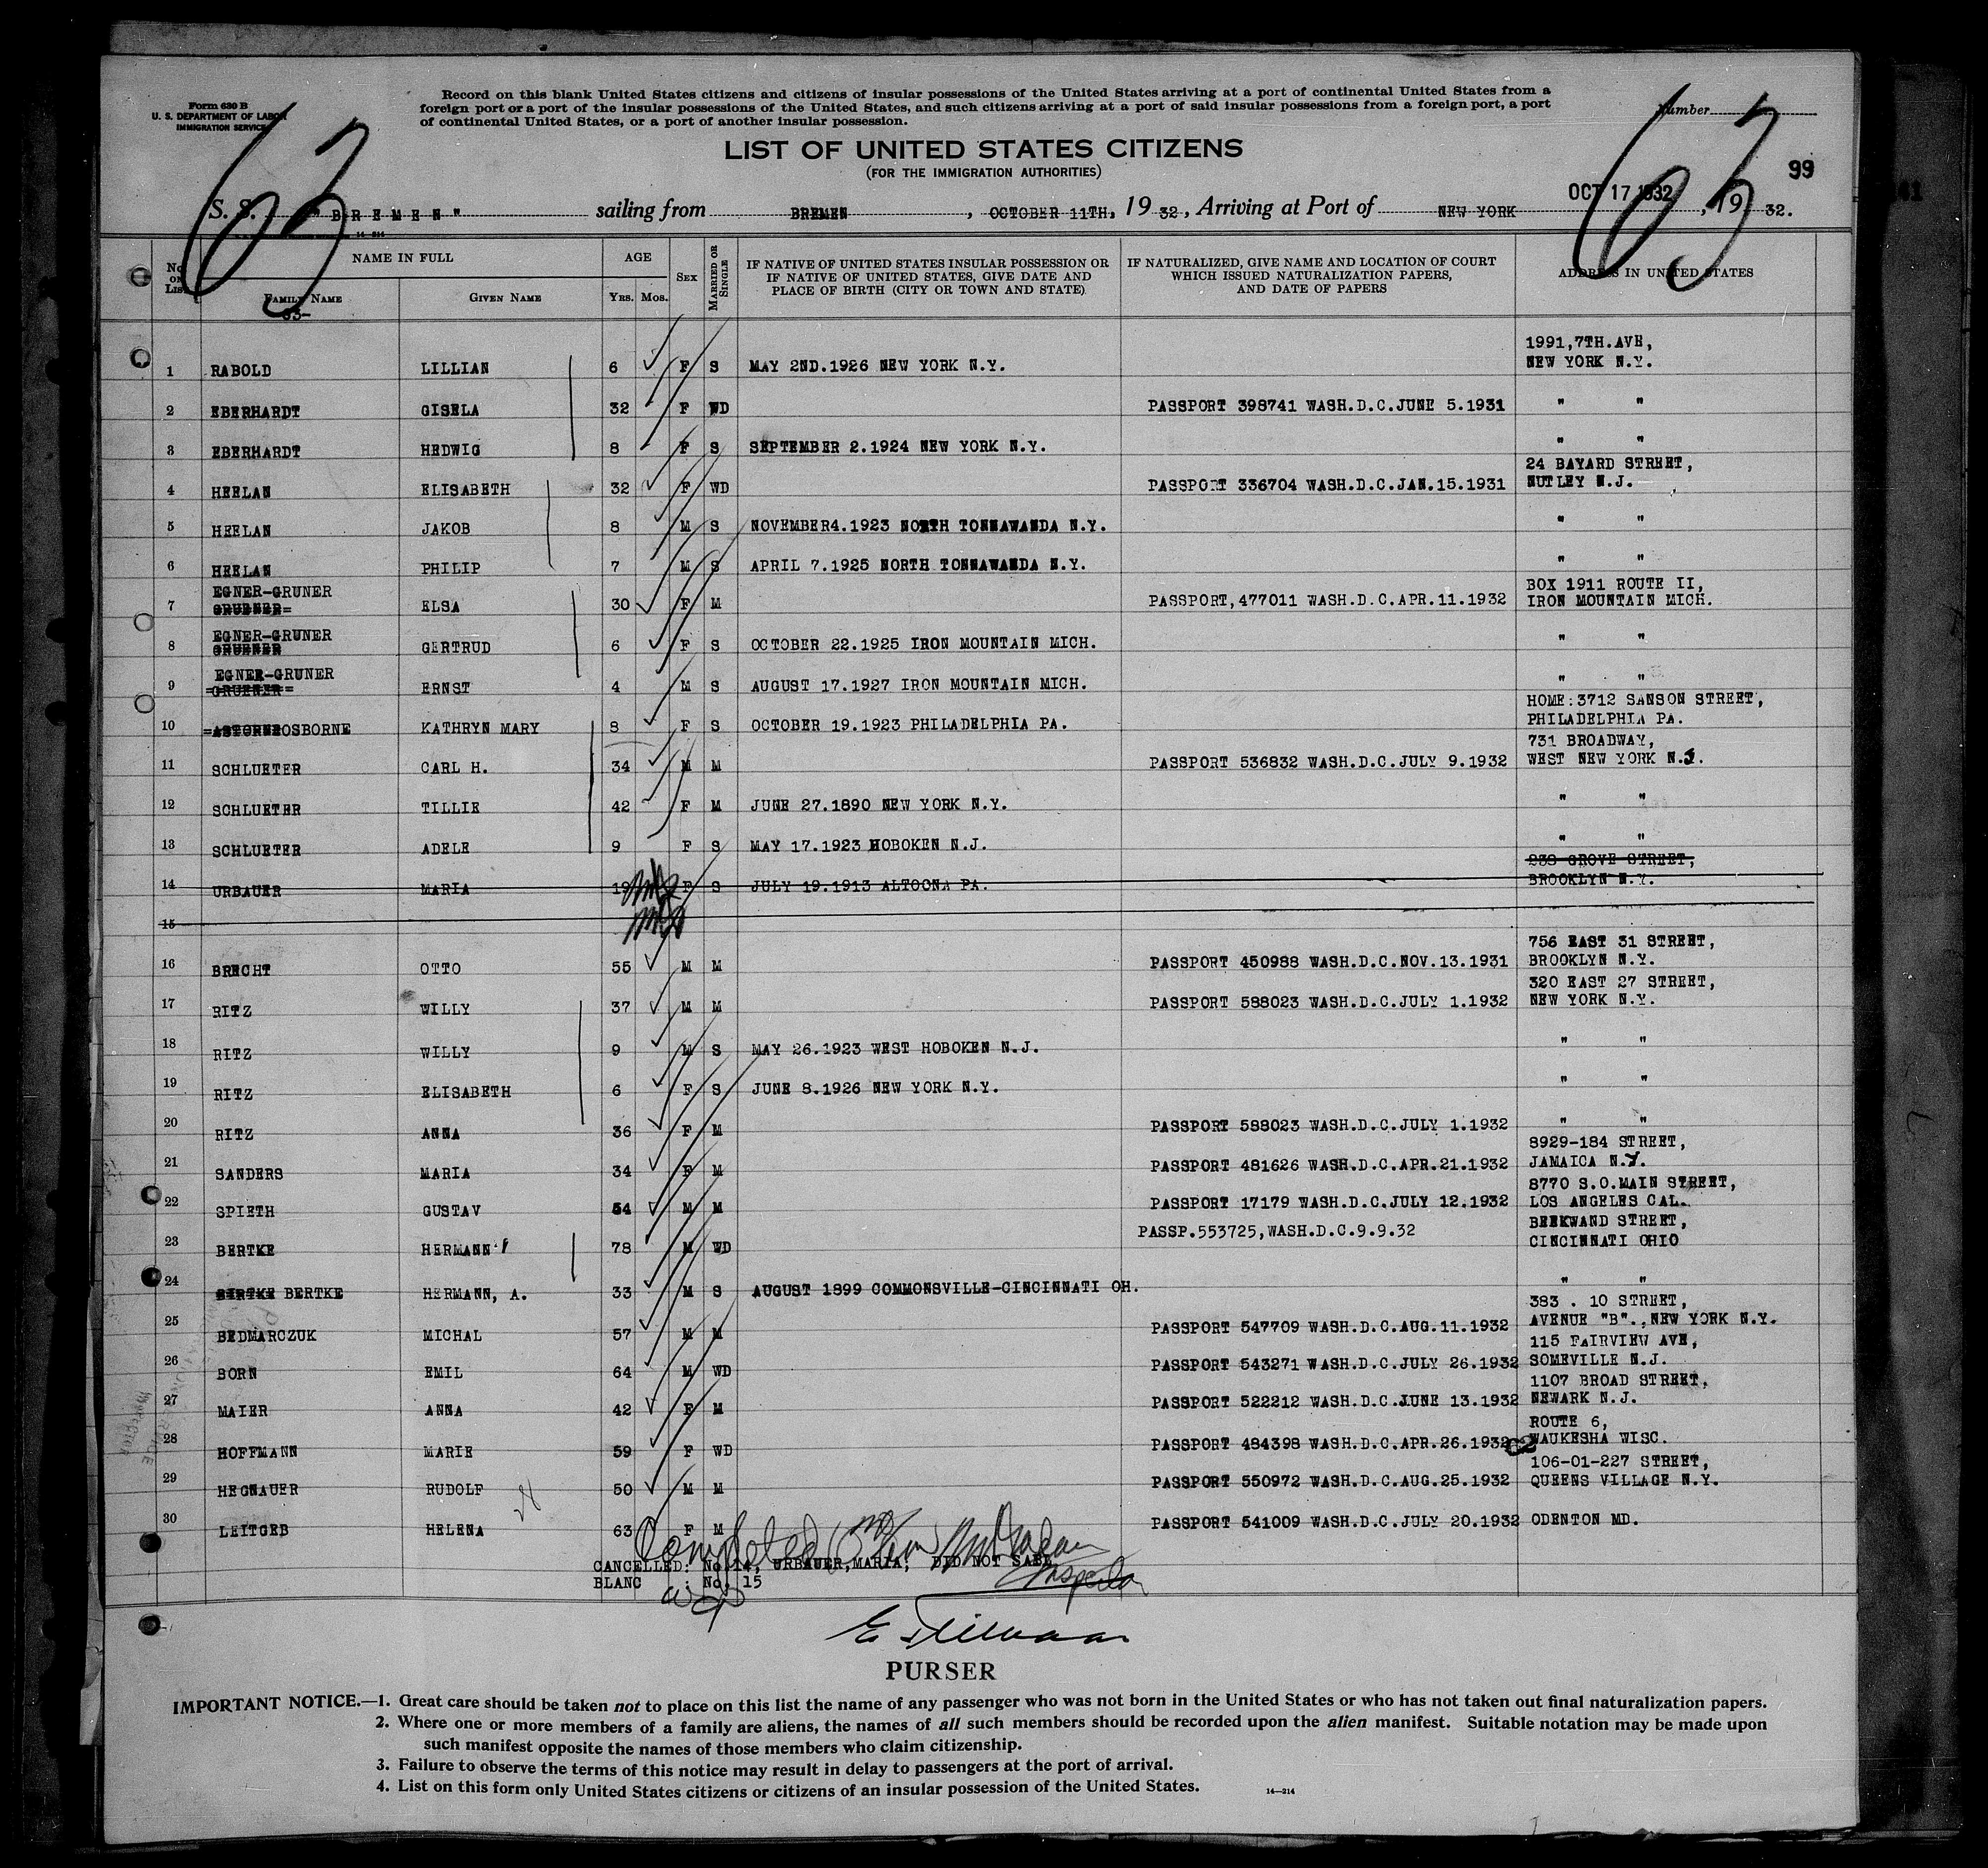 Form 630 B
U. S. DEPARTMENT OF LABOR
IMMIGRATION SERVICE
Record on this blank United States citizens and citizens of insular possessions of the United States arriving at a port of continental United States from a
foreign port or a port of the insular possessions of the United States, and such citizens arriving at a port of said insular possessions from a foreign port, a port
of continental United States, or a port of another insular possession.
Number
63
63
99
LIST OF UNITED STATES CITIZENS
(FOR THE IMMIGRATION AUTHORITIES)
OCT 17 1932
S. S. "BREMEN" sailing from BREMEN, OCTOBER 11TH, 19 32, Arriving at Port of NEW YORK, 19 32.
No. on List NAME IN FULL AGE SEX MARRIED OR SINGLE
FAMILY NAME GIVEN NAME YRS. MOS.
IF NATIVE OF UNITED STATES INSULAR POSSESSION OR
IF NATIVE OF UNITED STATES, GIVE DATE AND
PLACE OF BIRTH (CITY OR TOWN AND STATE)
IF NATURALIZED, GIVE NAME AND LOCATION OF COURT
WHICH ISSUED NATURALIZATION PAPERS,
AND DATE OF PAPERS
ADDRESS IN UNITED STATES
63-
1991,7TH.AVE,
1 RABOLD LILLIAN 6 F S MAY 2ND.1926 NEW YORK N.Y. NEW YORK N.Y.
2 EBERHARDT GISELA 32 F WD PASSPORT 398741 WASH.D.C.JUNE 5.1931 " "
3 EBERHARDT HEDWIG 8 F S SEPTEMBER 2.1924 NEW YORK N.Y. " "
24 BAYARD STREET,
4 HEELAN ELISABETH 32 F WD PASSPORT 336704 WASH.D.C.JAN.15.1931 NUTLEY N.J.
5 HEELAN JAKOB 8 M S NOVEMBER4.1923 NORTH TONNAWANDA N.Y. " "
6 HEELAN PHILIP 7 M S APRIL 7.1925 NORTH TONNAWANDA N.Y. " "
EGNER-GRUNER BOX 1911 ROUTE II,
7 GRUENER= ELSA 30 F M PASSPORT,477011 WASH.D.C.APR.11.1932 IRON MOUNTAIN MICH.
EGNER-GRUNER
8 GRUENER GERTRUD 6 F S OCTOBER 22.1925 IRON MOUNTAIN MICH. " "
EGNER-GRUNER
9 =GRUENER= ERNST 4 M S AUGUST 17.1927 IRON MOUNTAIN MICH. " "
HOME:3712 SANSON STREET,
10 OSBORNE KATHRYN MARY 8 F S OCTOBER 19.1923 PHILADELPHIA PA. PHILADELPHIA PA.
731 BROADWAY,
11 SCHLUETER CARL H. 34 M M PASSPORT 536832 WASH.D.C.JULY 9.1932 WEST NEW YORK N.J.
12 SCHLUETER TILLIE 42 F M JUNE 27.1890 NEW YORK N.Y. " "
13 SCHLUETER ADELE 9 F S MAY 17.1923 HOBOKEN N.J. " "
238 GROVE STREET,
14 URBAUER MARIA 19 F S JULY 19.1913 ALTOONA PA. BROOKLYN N.Y.
15
756 EAST 31 STREET,
16 BRECHT OTTO 55 M M PASSPORT 450988 WASH.D.C.NOV.13.1931 BROOKLYN N.Y.
320 EAST 27 STREET,
17 RITZ WILLY 37 M M PASSPORT 588023 WASH.D.C.JULY 1.1932 NEW YORK N.Y.
18 RITZ WILLY 9 M S MAY 26.1923 WEST HOBOKEN N.J. " "
19 RITZ ELISABETH 6 F S JUNE 8.1926 NEW YORK N.Y. " "
20 RITZ ANNA 36 F M PASSPORT 588023 WASH.D.C.JULY 1.1932 " "
8929-184 STREET,
21 SANDERS MARIA 34 F M PASSPORT 481626 WASH.D.C.APR.21.1932 JAMAICA N.Y.
8770 S.O.MAIN STREET,
22 SPIETH GUSTAV 54 M M PASSPORT 17179 WASH.D.C.JULY 12.1932 LOS ANGELES CAL.
BEEKWAND STREET,
23 BERTKE HERMANN 78 M WD PASSP.553725,WASH.D.C.9.9.32 CINCINNATI OHIO
24 BIRTKE BERTKE HERMANN, A. 33 M S AUGUST 1899 COMMONSVILLE-CINCINNATI OH. " "
383 . 10 STREET,
25 BEDMARCZUK MICHAL 57 M M PASSPORT 547709 WASH.D.C.AUG.11.1932 AVENUE "B".,NEW YORK N.Y.
115 FAIRVIEW AVE,
26 BORN EMIL 64 M WD PASSPORT 543271 WASH.D.C.JULY 26.1932 SOMEVILLE N.J.
1107 BROAD STREET,
27 MAIER ANNA 42 F M PASSPORT 522212 WASH.D.C.JUNE 13.1932 NEWARK N.J.
ROUTE 6,
28 HOFFMANN MARIE 59 F WD PASSPORT 484398 WASH.D.C.APR.26.1932 WAUKESHA WISC.
106-01-227 STREET,
29 HEGNAUER RUDOLF 50 M M PASSPORT 550972 WASH.D.C.AUG.25.1932 QUEENS VILLAGE N.Y.
30 LEITGEB HELENA 63 F M PASSPORT 541009 WASH.D.C.JULY 20.1932 ODENTON MD.
Completed
CANCELLED: No 14, URBAUER,MARIA, DID NOT SAIL
Inspector
BLANC : No. 15
PURSER
IMPORTANT NOTICE.—1. Great care should be taken not to place on this list the name of any passenger who was not born in the United States or who has not taken out final naturalization papers.
2. Where one or more members of a family are aliens, the names of all such members should be recorded upon the alien manifest. Suitable notation may be made upon
such manifest opposite the names of those members who claim citizenship.
3. Failure to observe the terms of this notice may result in delay to passengers at the port of arrival.
4. List on this form only United States citizens or citizens of an insular possession of the United States.
14—214